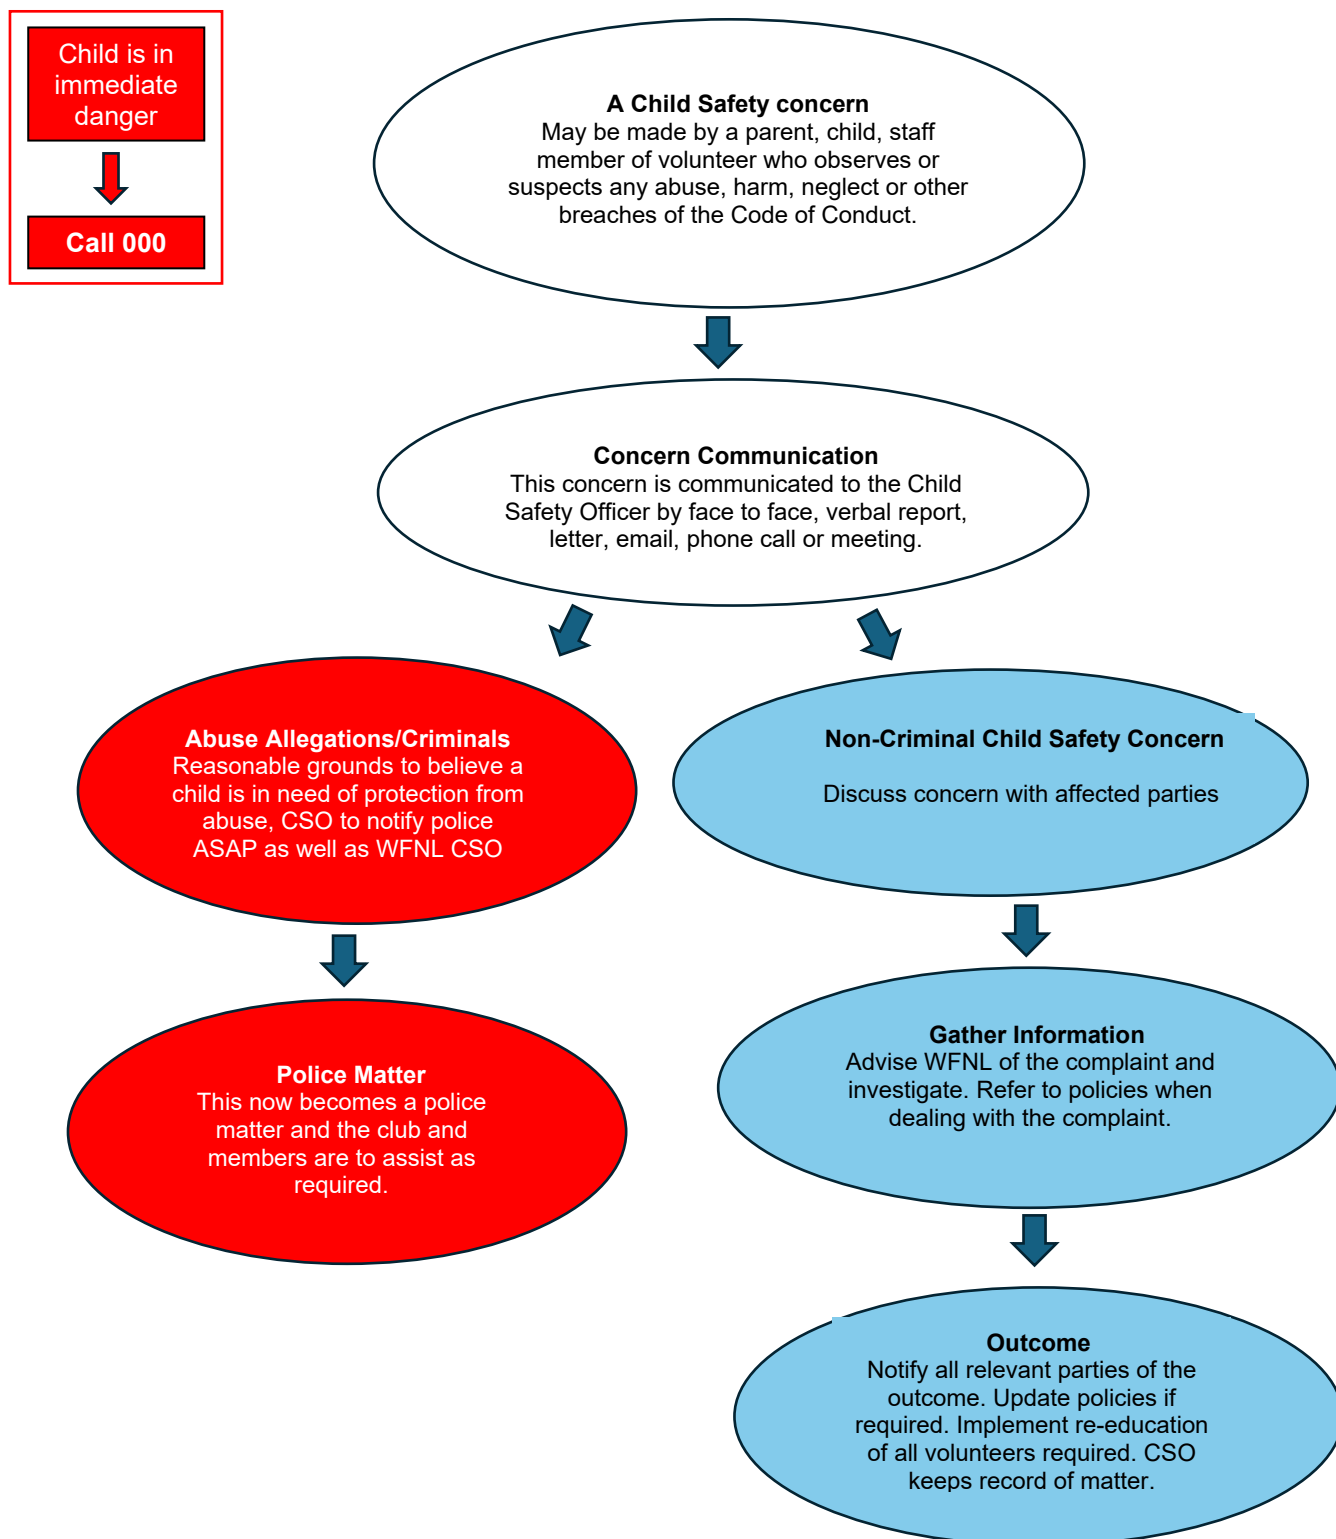 Child is in
immediate
danger
Call 000
A Child Safety concern
May be made by a parent, child, staff
member of volunteer who observes or
suspects any abuse, harm, neglect or other
breaches of the Code of Conduct.
Concern Communication
This concern is communicated to the Child
Safety Officer by face to face, verbal report,
letter, email, phone call or meeting.
Abuse Allegations/Criminals
Reasonable grounds to believe a
child is in need of protection from
abuse, CSO to notify police
ASAP as well as WFNL CSO
Non-Criminal Child Safety Concern
Discuss concern with affected parties
Police Matter
This now becomes a police
matter and the club and
members are to assist as
required.
Gather Information
Advise WFNL of the complaint and
investigate. Refer to policies when
dealing with the complaint.
Outcome
Notify all relevant parties of the
outcome. Update policies if
required. Implement re-education
of all volunteers required. CSO
keeps record of matter.